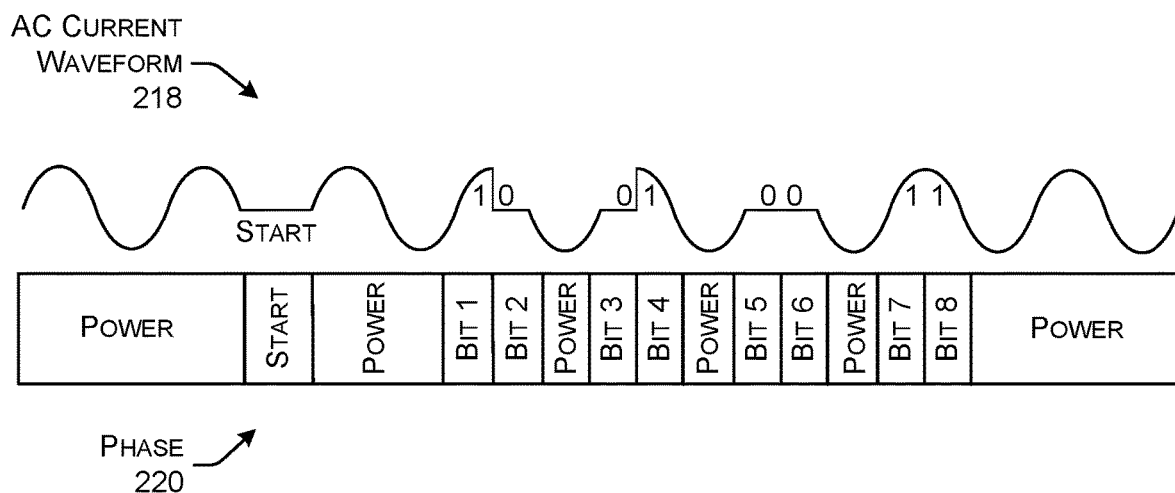 AC CURRENT
WAVEFORM
218
1 0 0 1 0 0 1 1
START
POWER START POWER BIT 1 BIT 2 POWER BIT 3 BIT 4 POWER BIT 5 BIT 6 POWER BIT 7 BIT 8 POWER
PHASE
220